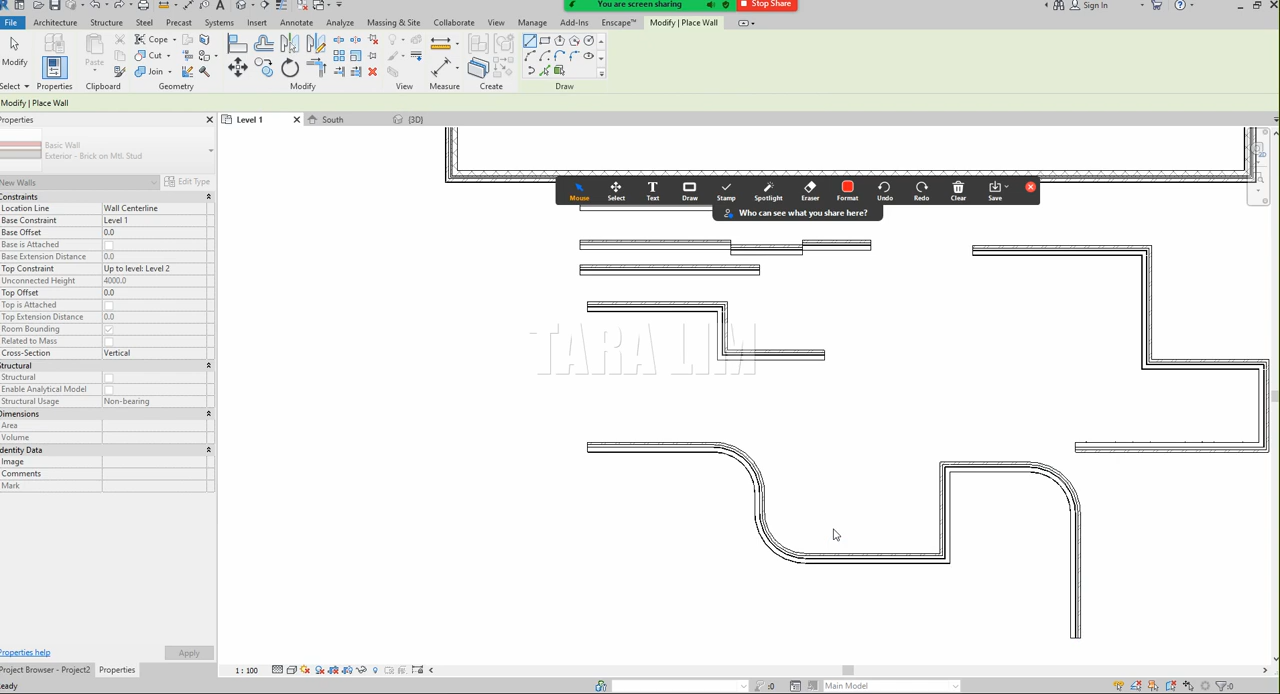 You are screen sharing
Stop Share
Sign In
File
Architecture
Structure
Steel
Precast
Systems
Insert
Annotate
Analyze
Massing & Site
Collaborate
View
Manage
Add-Ins
Enscape™
Modify | Place Wall
Modify
Paste
Cope
Cut
Join
Select
Properties
Clipboard
Geometry
Modify
View
Measure
Create
Draw
Modify | Place Wall
Properties
Level 1
South
{3D}
Basic Wall
Exterior - Brick on Mtl. Stud
New Walls
Edit Type
Constraints
Location Line Wall Centerline
Base Constraint Level 1
Base Offset 0.0
Base is Attached
Base Extension Distance 0.0
Top Constraint Up to level: Level 2
Unconnected Height 4000.0
Top Offset 0.0
Top is Attached
Top Extension Distance 0.0
Room Bounding
Related to Mass
Cross-Section Vertical
Structural
Structural
Enable Analytical Model
Structural Usage Non-bearing
Dimensions
Area
Volume
Identity Data
Image
Comments
Mark
Mouse
Select
Text
Draw
Stamp
Spotlight
Eraser
Format
Undo
Redo
Clear
Save
Who can see what you share here?
TARA LIM
Properties help
Apply
Project Browser - Project2
Properties
1 : 100
Ready
:0
Main Model
:0